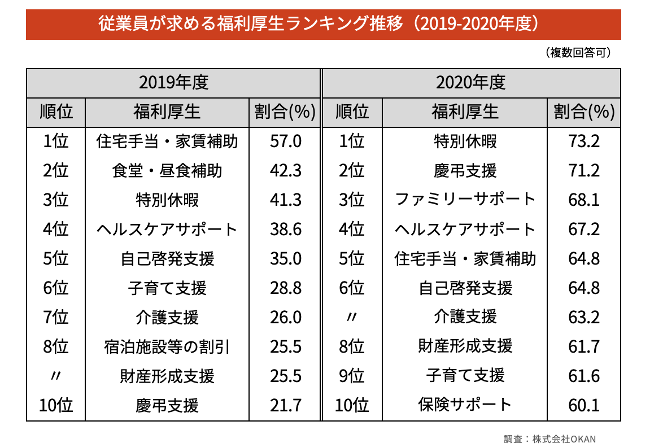 従業員が求める福利厚生ランキング推移（2019-2020年度）
（複数回答可）
2019年度 2020年度
順位 福利厚生 割合(%) 順位 福利厚生 割合(%)
1位 住宅手当・家賃補助 57.0 1位 特別休暇 73.2
2位 食堂・昼食補助 42.3 2位 慶弔支援 71.2
3位 特別休暇 41.3 3位 ファミリーサポート 68.1
4位 ヘルスケアサポート 38.6 4位 ヘルスケアサポート 67.2
5位 自己啓発支援 35.0 5位 住宅手当・家賃補助 64.8
6位 子育て支援 28.8 6位 自己啓発支援 64.8
7位 介護支援 26.0 〃 介護支援 63.2
8位 宿泊施設等の割引 25.5 8位 財産形成支援 61.7
〃 財産形成支援 25.5 9位 子育て支援 61.6
10位 慶弔支援 21.7 10位 保険サポート 60.1
調査：株式会社OKAN